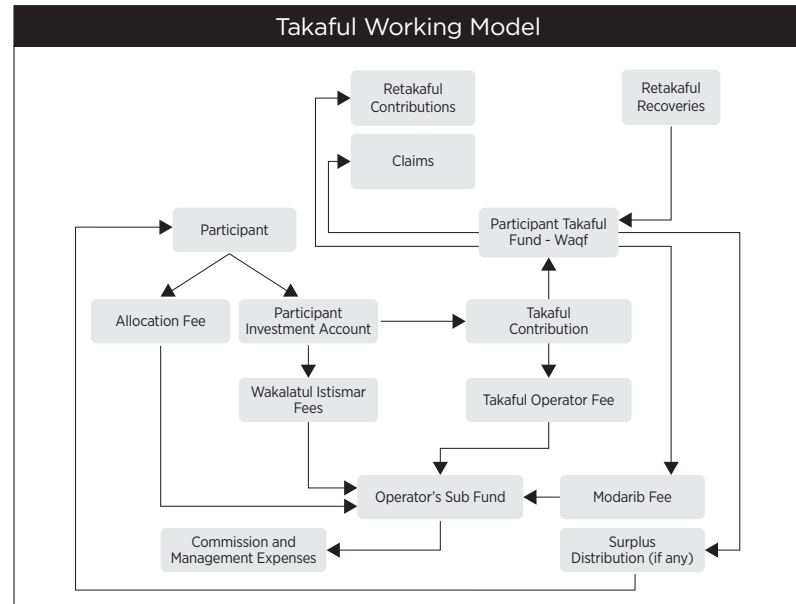 Takaful Working Model
Retakaful
Contributions
Retakaful
Recoveries
Claims
Participant
Participant Takaful
Fund - Waqf
Allocation Fee
Participant
Investment Account
Takaful
Contribution
Wakalatul Istismar
Fees
Takaful Operator Fee
Operator's Sub Fund
Modarib Fee
Commission and
Management Expenses
Surplus
Distribution (if any)